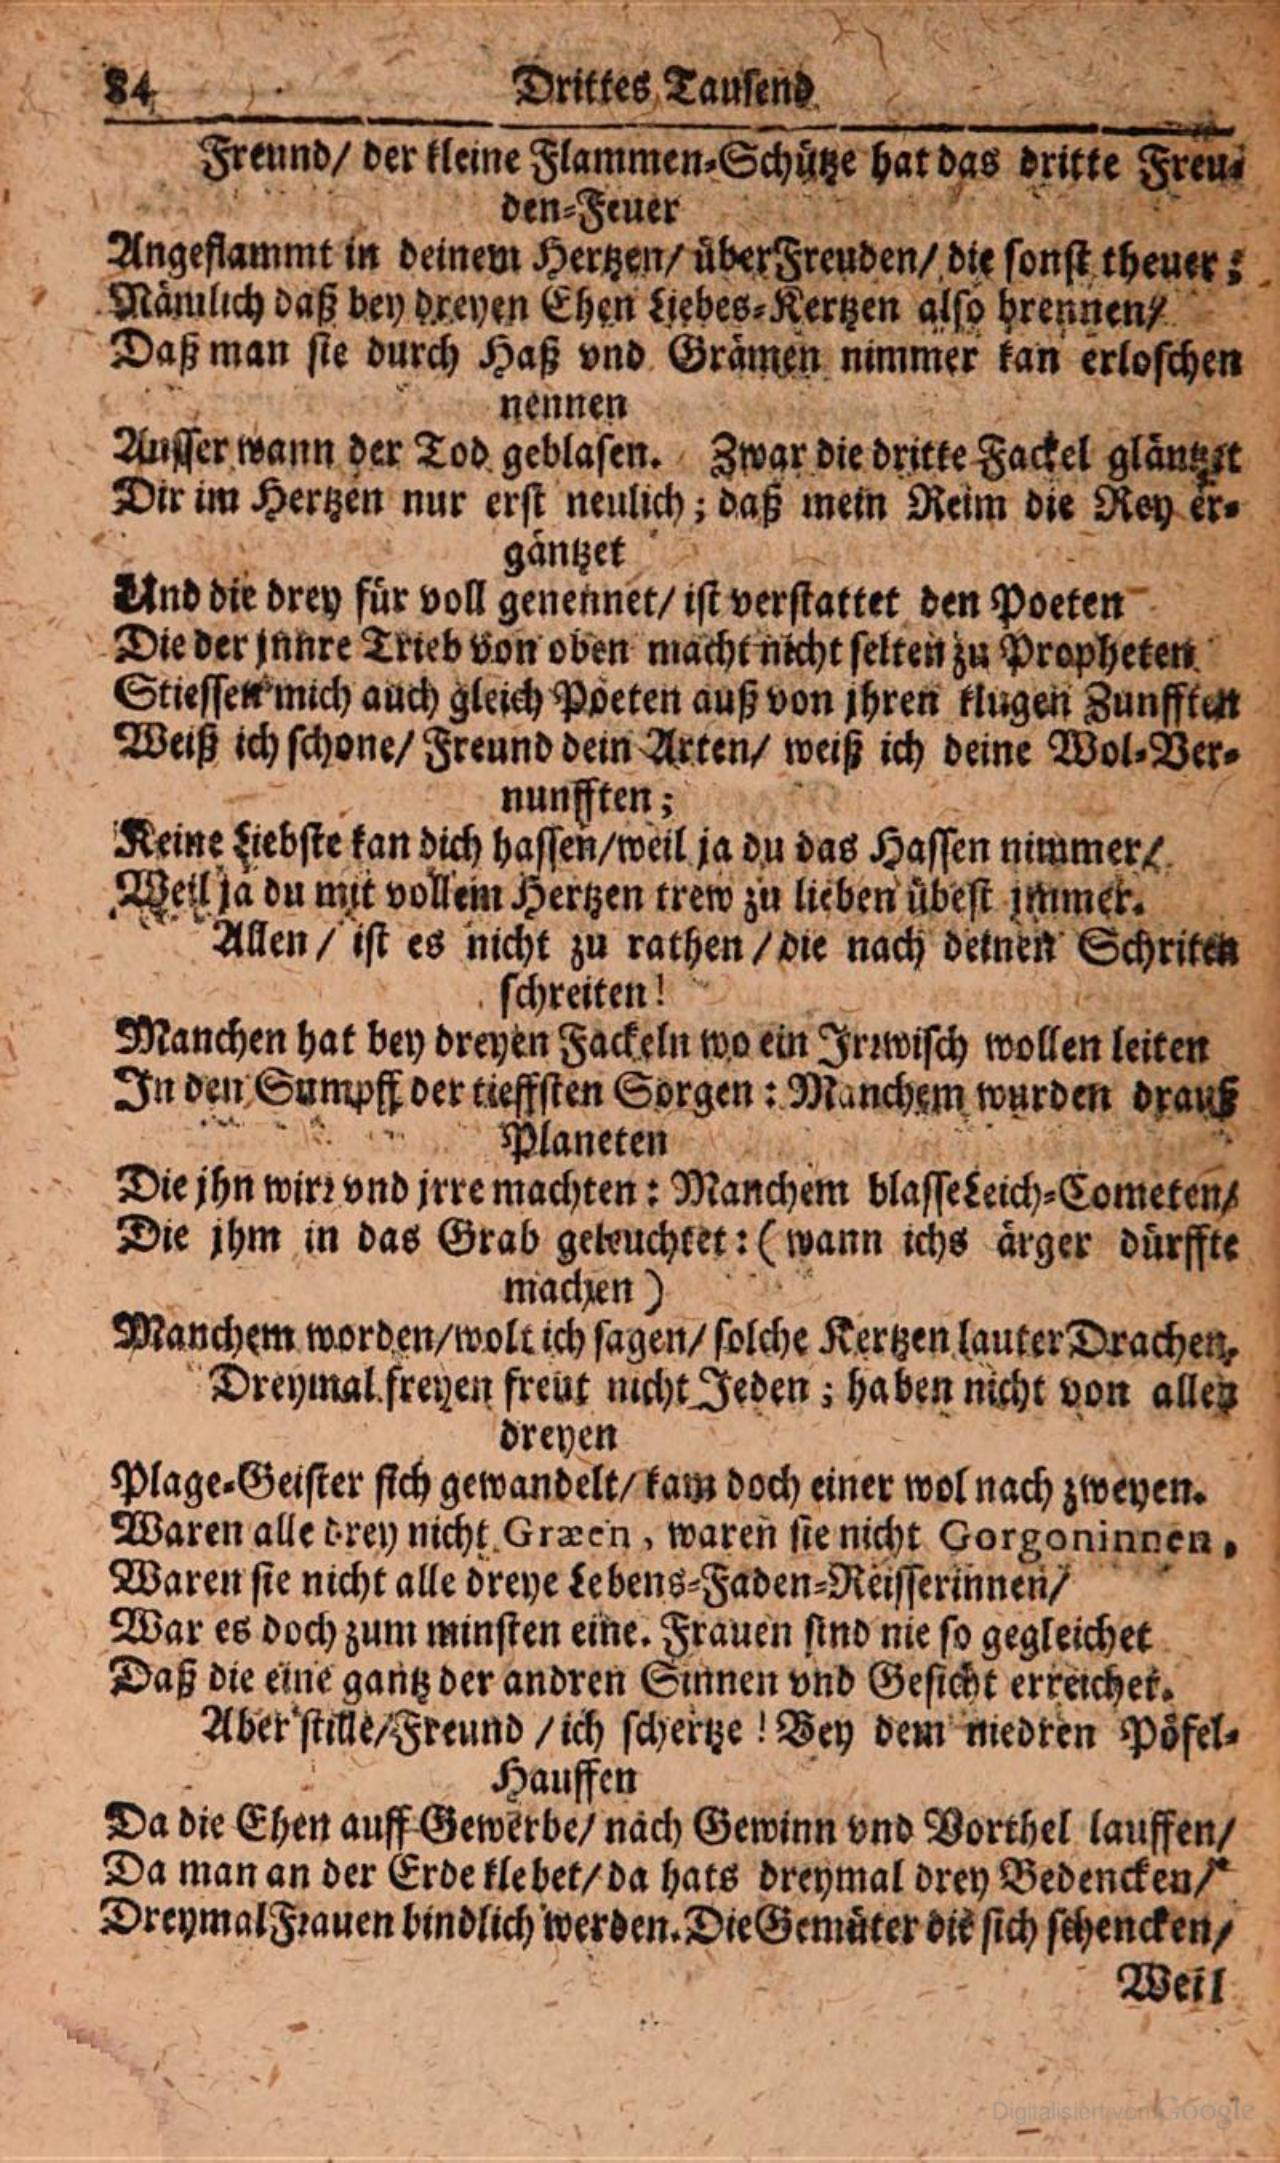 84 Drittes Tausend
Freund/ der kleine Flammen-Schütze hat das dritte Freu-
den-Feuer
Angeflammt in deinem Hertzen/ über Freuden/ die sonst theuer;
Nämlich daß bey dreyen Ehen Liebes-Kertzen also brennen/
Daß man sie durch Haß vnd Grämen nimmer kan erloschen
nennen
Ausser wann der Tod geblasen. Zwar die dritte Fackel gläntzet
Dir im Hertzen nur erst neulich; daß mein Reim die Rey er-
gäntzet
Und die drey für voll genennet/ ist verstattet den Poeten
Die der jnnre Trieb von oben macht nicht selten zu Propheten
Stiessen mich auch gleich Poeten auß von jhren klugen Zunfften
Weiß ich schone/ Freund dein Arten/ weiß ich deine Wol-Ver-
nunfften;
Keine Liebste kan dich hassen/weil ja du das Hassen nimmer/
Weil ja du mit vollem Hertzen trew zu lieben übest jmmer.
Allen/ ist es nicht zu rathen/die nach deinen Schriten
schreiten!
Manchen hat bey dreyen Fackeln wo ein Irrwisch wollen leiten
In den Sumpff der tieffsten Sorgen: Manchem wurden drauß
Planeten
Die jhn wirr vnd jrre machten: Manchem blasse Leich-Cometen/
Die jhm in das Grab geleuchtet: (wann ichs ärger dürffte
machen)
Manchem worden/wolt ich sagen/ solche Kertzen lauter Drachen.
Dreymal freyen freut nicht Jeden; haben nicht von allen
dreyen
Plage-Geister sich gewandelt/ kam doch einer wol nach zweyen.
Waren alle drey nicht Græen, waren sie nicht Gorgoninnen,
Waren sie nicht alle dreye Lebens-Faden-Reisserinnen/
War es doch zum minsten eine. Frauen sind nie so gegleichet
Daß die eine gantz der andren Sinnen vnd Gesicht erreichet.
Aber stille/Freund /ich schertze! Bey dem niedren Pöfel-
Hauffen
Da die Ehen auff Gewerbe/ nach Gewinn vnd Vorthel lauffen/
Da man an der Erde klebet/da hats dreymal drey Bedencken/
Dreymal Frauen bindlich werden. Die Gemüter die sich schencken/
Weil
Digitalisiert von Google